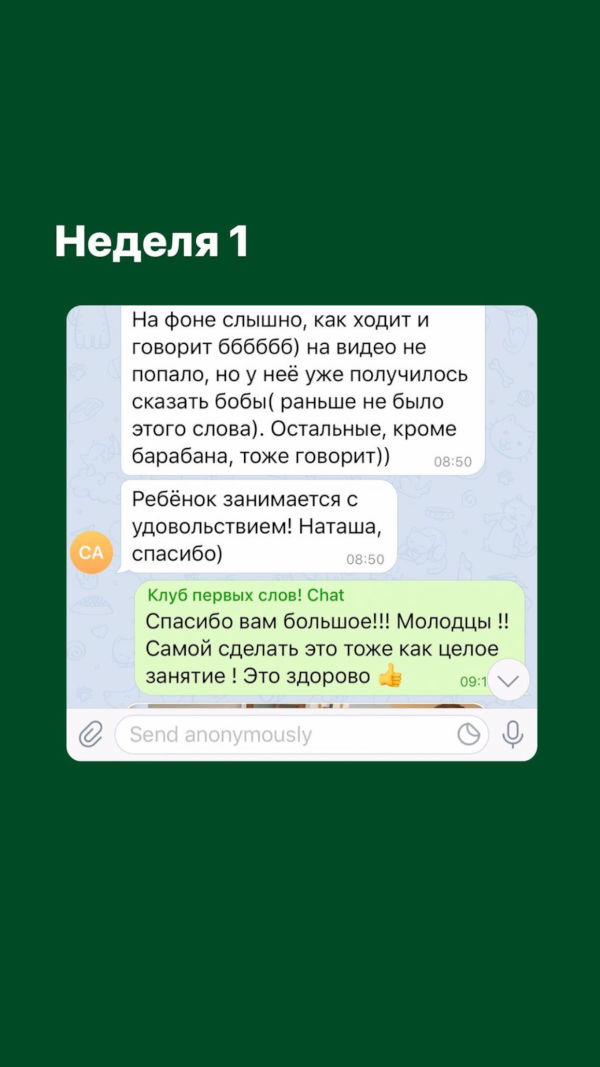 Неделя 1
На фоне слышно, как ходит и
говорит бббббб) на видео не
попало, но у неё уже получилось
сказать бобы( раньше не было
этого слова). Остальные, кроме
барабана, тоже говорит))
08:50
Ребёнок занимается с
удовольствием! Наташа,
спасибо)
08:50
СА
Клуб первых слов! Chat
Спасибо вам большое!!! Молодцы !!
Самой сделать это тоже как целое
занятие ! Это здорово 👍
09:1
Send anonymously